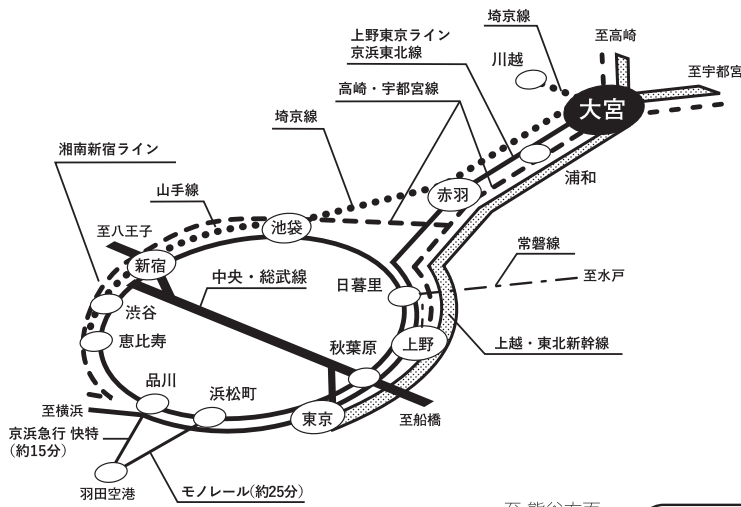 埼京線
至高崎
上野東京ライン
京浜東北線
川越
至宇都宮
高崎・宇都宮線
大宮
埼京線
湘南新宿ライン
浦和
山手線
赤羽
至八王子
池袋
常磐線
新宿
中央・総武線
日暮里
至水戸
渋谷
恵比寿
秋葉原
上野
上越・東北新幹線
品川
浜松町
至横浜
東京
至船橋
京浜急行 快特
(約15分)
羽田空港
モノレール(約25分)